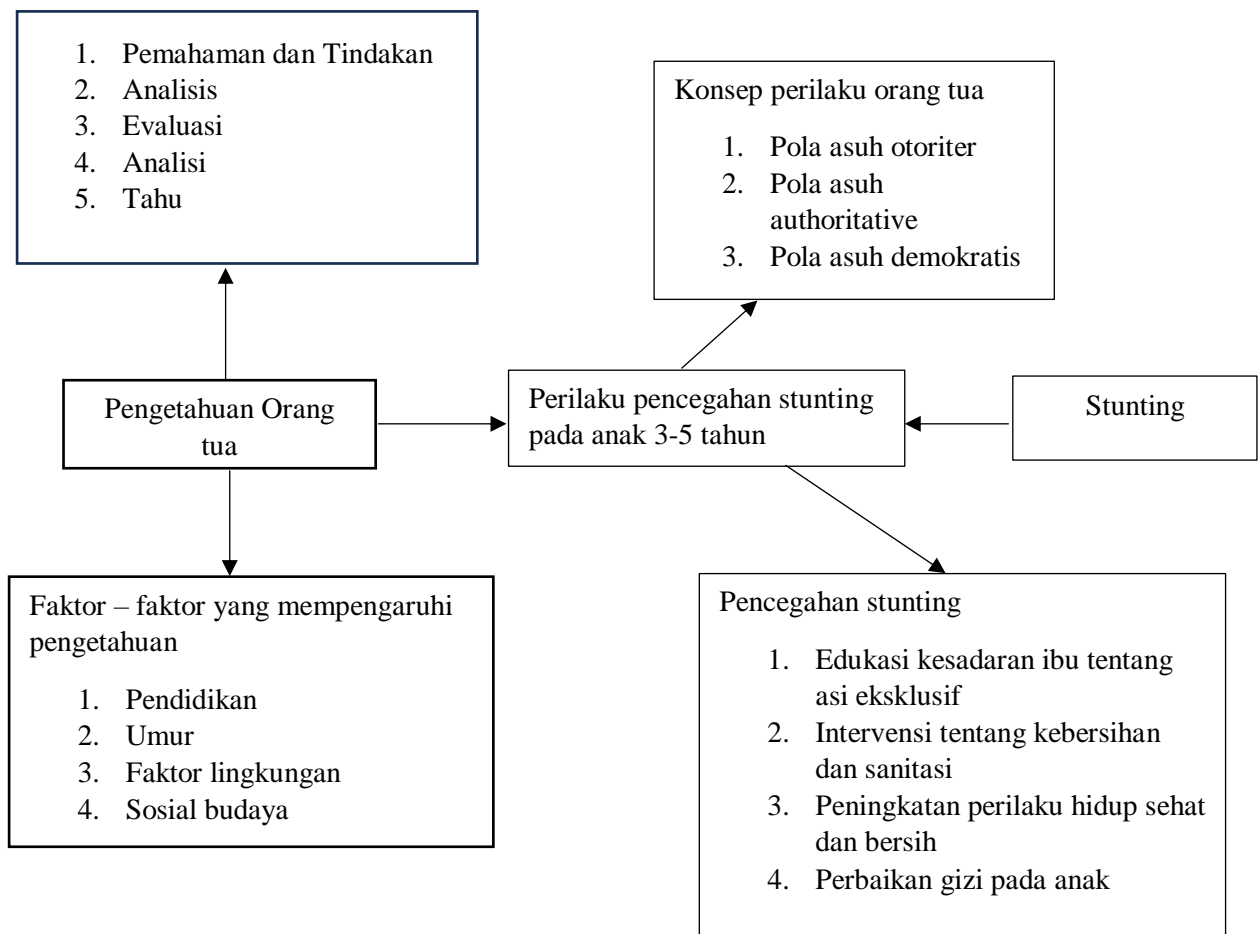 1. Pemahaman dan Tindakan
2. Analisis
3. Evaluasi
4. Analisi
5. Tahu
Konsep perilaku orang tua
1. Pola asuh otoriter
2. Pola asuh
authoritative
3. Pola asuh demokratis
Pengetahuan Orang
tua
Perilaku pencegahan stunting
pada anak 3-5 tahun
Stunting
Faktor – faktor yang mempengaruhi
pengetahuan
1. Pendidikan
2. Umur
3. Faktor lingkungan
4. Sosial budaya
Pencegahan stunting
1. Edukasi kesadaran ibu tentang
asi eksklusif
2. Intervensi tentang kebersihan
dan sanitasi
3. Peningkatan perilaku hidup sehat
dan bersih
4. Perbaikan gizi pada anak